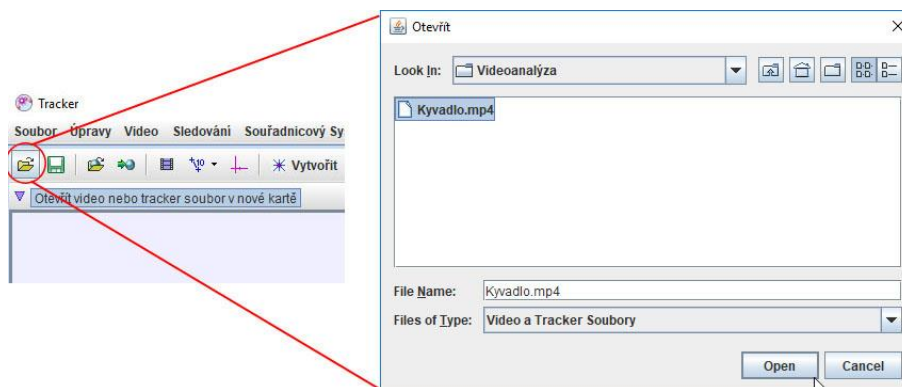 Tracker
Soubor Úpravy Video Sledování Souřadnicový Sy
10 Vytvořit
Otevřít video nebo tracker soubor v nové kartě
Otevřít
Look In: Videoanalýza
Kyvadlo.mp4
File Name: Kyvadlo.mp4
Files of Type: Video a Tracker Soubory
Open Cancel